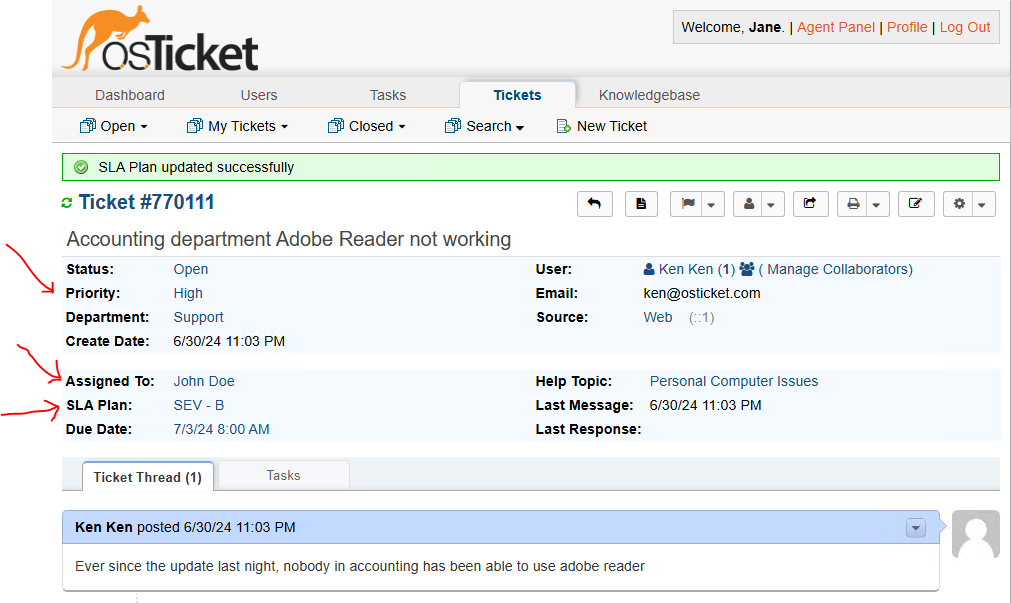 osTicket
Welcome, Jane. | Agent Panel | Profile | Log Out
Dashboard Users Tasks Tickets Knowledgebase
Open My Tickets Closed Search New Ticket
SLA Plan updated successfully
Ticket #770111
Accounting department Adobe Reader not working
Status: Open
Priority: High
Department: Support
Create Date: 6/30/24 11:03 PM
User: Ken Ken (1) ( Manage Collaborators)
Email: ken@osticket.com
Source: Web (::1)
Assigned To: John Doe
SLA Plan: SEV - B
Due Date: 7/3/24 8:00 AM
Help Topic: Personal Computer Issues
Last Message: 6/30/24 11:03 PM
Last Response:
Ticket Thread (1) Tasks
Ken Ken posted 6/30/24 11:03 PM
Ever since the update last night, nobody in accounting has been able to use adobe reader